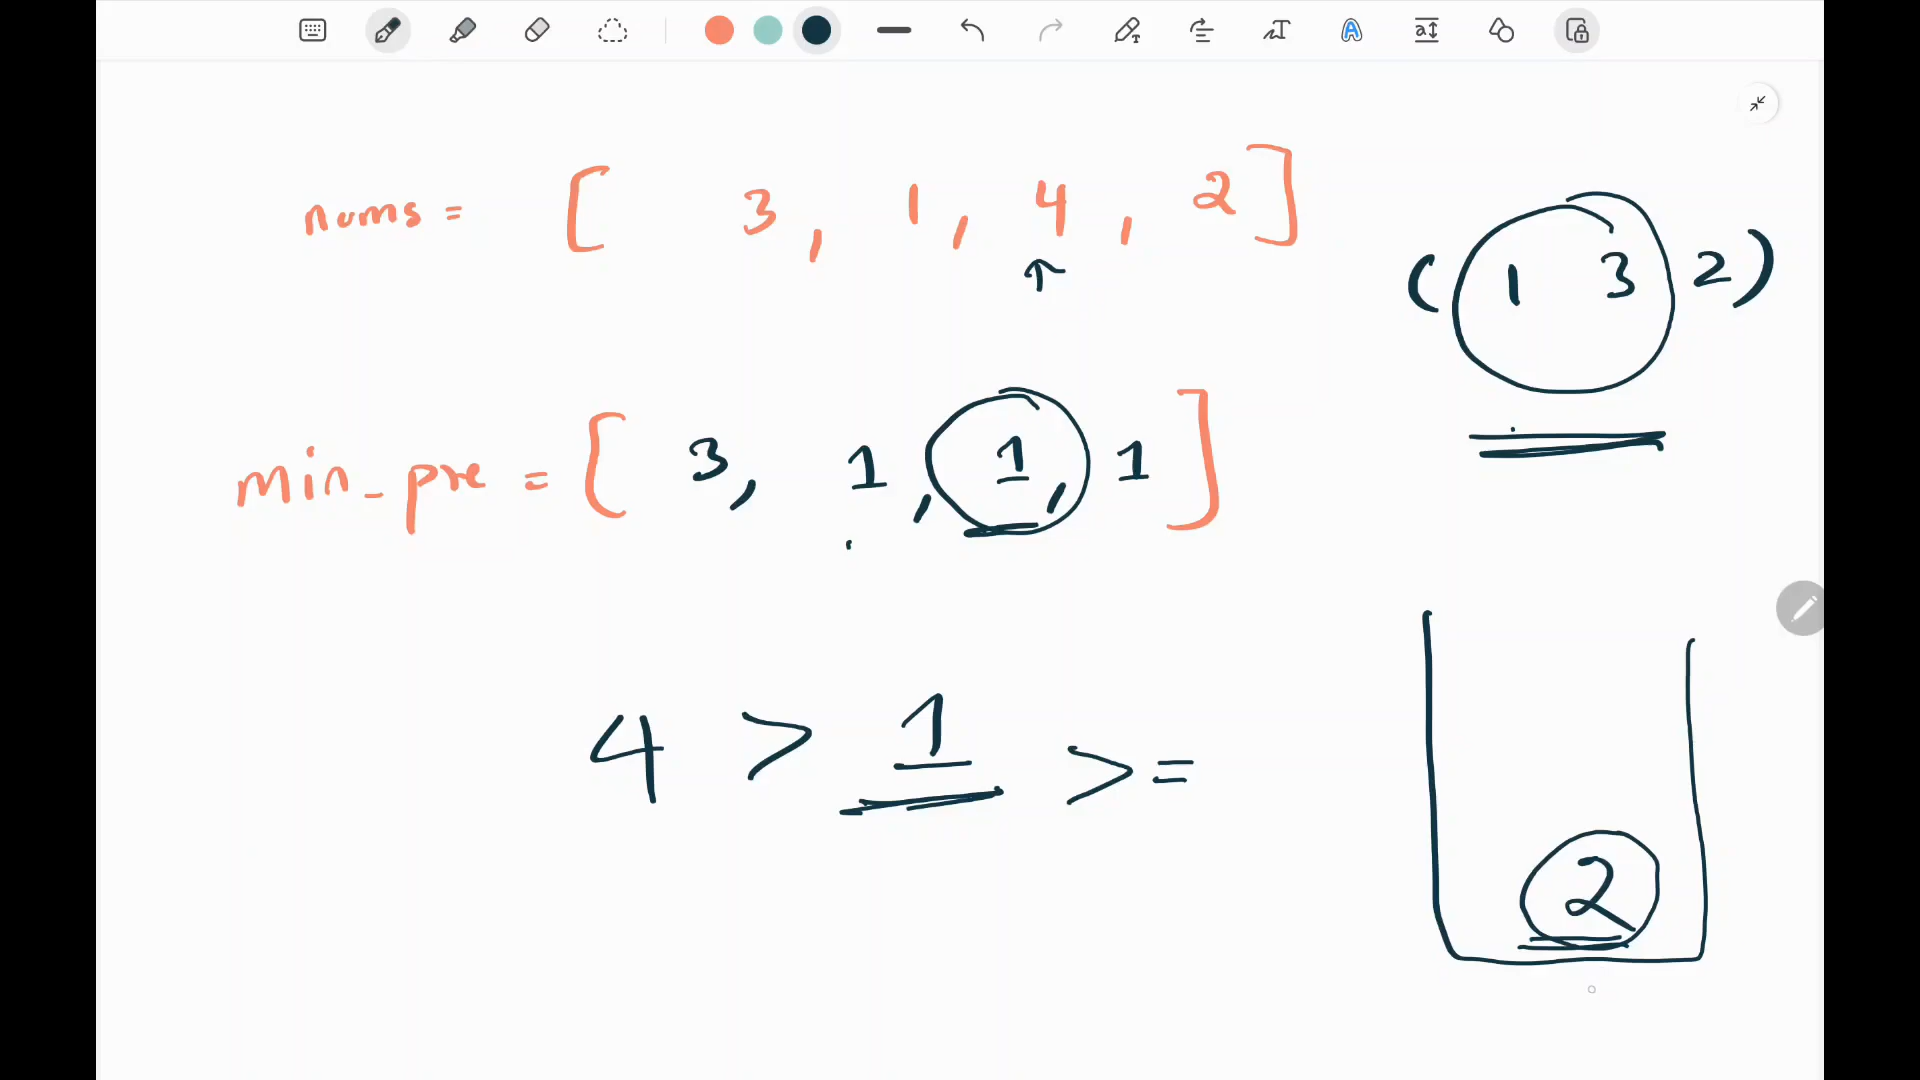 nums = [ 3, 1, 4, 2 ]
↑
( 1 3 2 )
min_pre = [ 3, 1, 1, 1 ]
4 > 1 >=
2